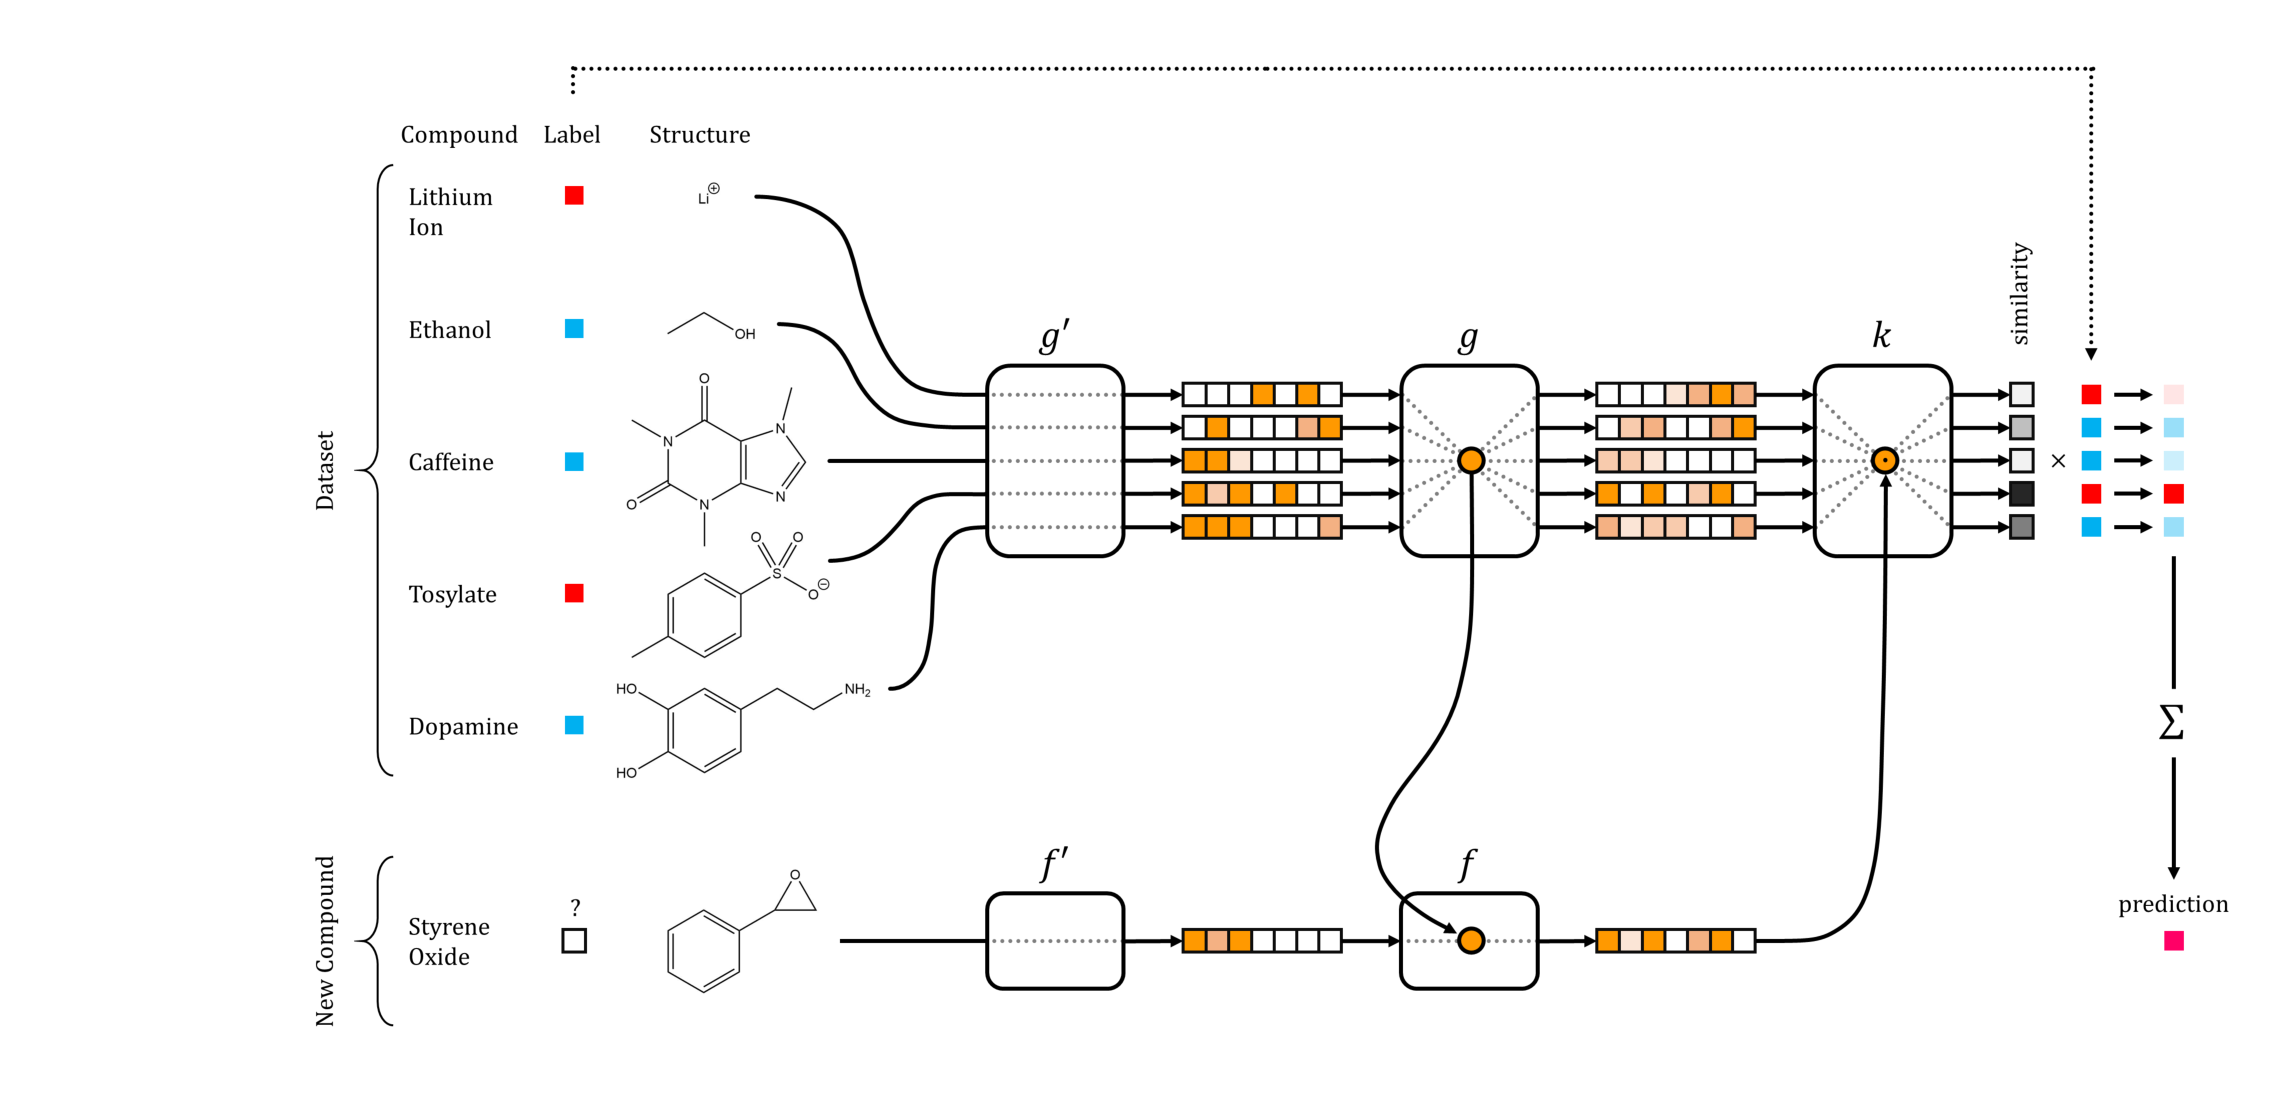 Compound Label Structure
Lithium
Ion
Li⊕
Ethanol
OH
Caffeine
O
N
N
O
N
N
Tosylate
O O
S
O⊖
Dopamine
HO
NH₂
HO
Dataset
g′
g
k
similarity
×
Σ
prediction
New Compound
Styrene
Oxide
?
O
f′
f